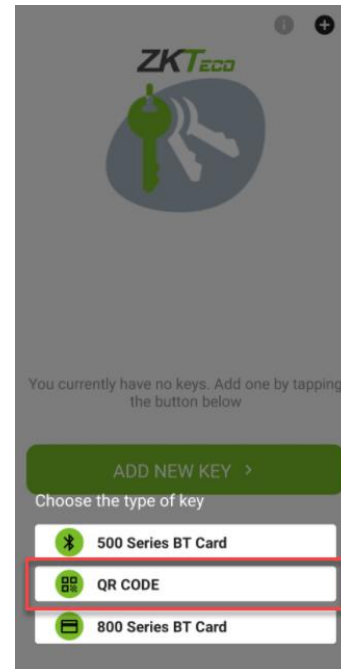 ZKTECO
You currently have no keys. Add one by tapping
the button below
ADD NEW KEY >
Choose the type of key
500 Series BT Card
QR CODE
800 Series BT Card